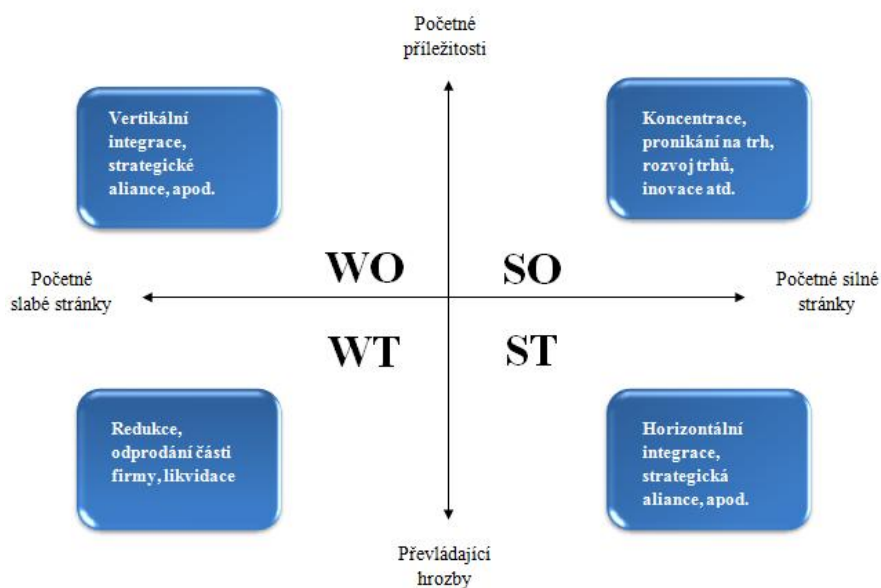 Početné
příležitosti
Vertikální
integrace,
strategické
aliance, apod.
Koncentrace,
pronikání na trh,
rozvoj trhů,
inovace atd.
WO
SO
Početné
slabé stránky
Početné silné
stránky
WT
ST
Redukce,
odprodání části
firmy, likvidace
Horizontální
integrace,
strategická
aliance, apod.
Převládající
hrozby